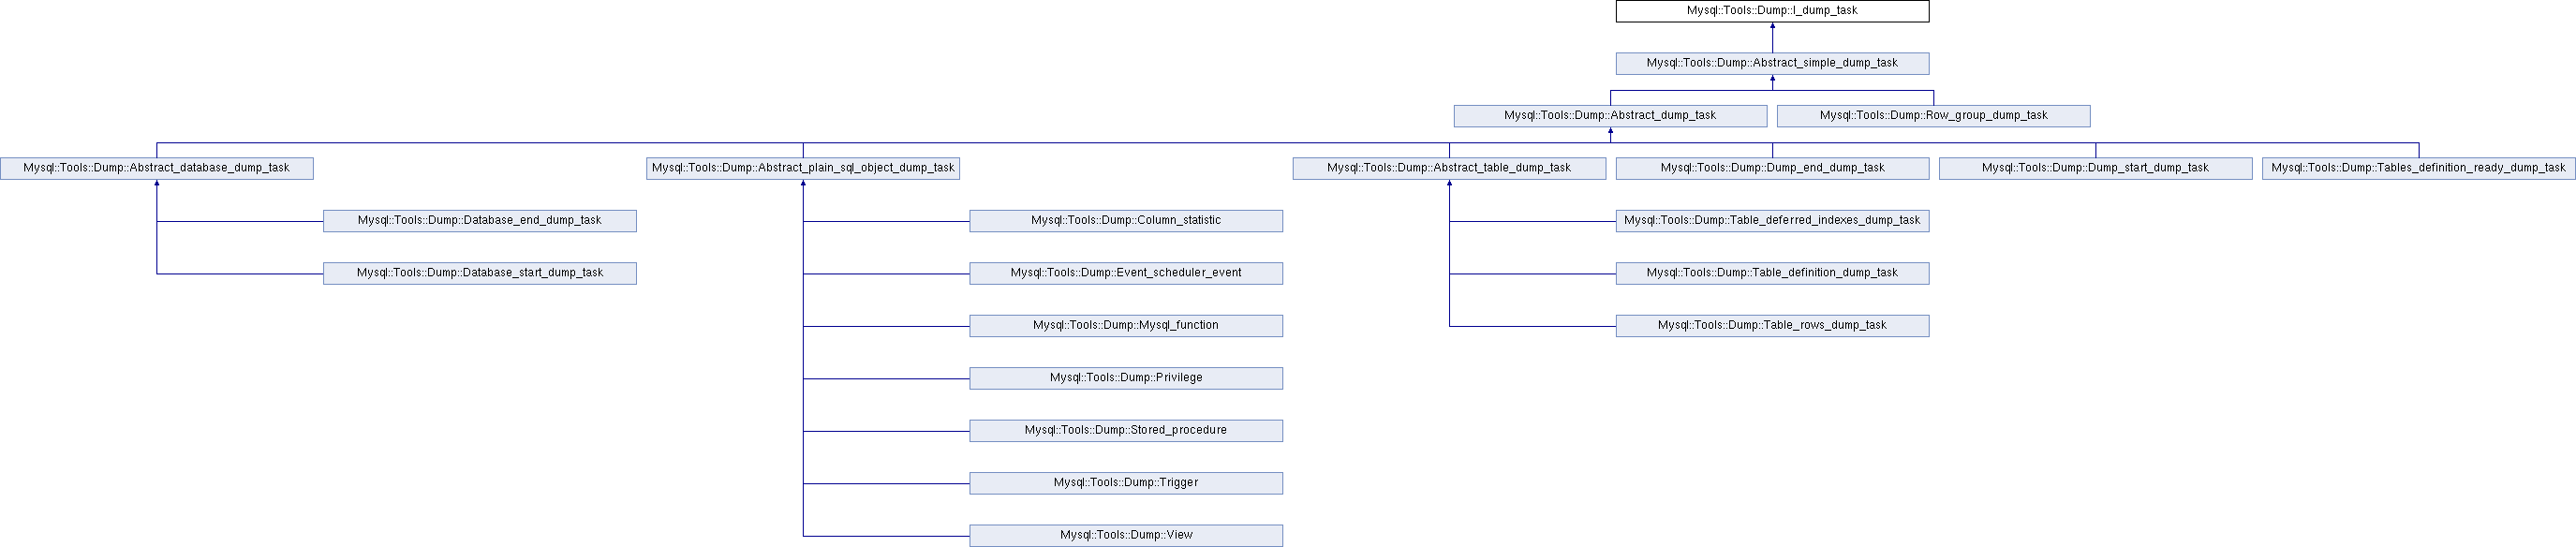 Mysql::Tools::Dump::I_dump_task
Mysql::Tools::Dump::Abstract_simple_dump_task
Mysql::Tools::Dump::Abstract_dump_task
Mysql::Tools::Dump::Row_group_dump_task
Mysql::Tools::Dump::Abstract_database_dump_task
Mysql::Tools::Dump::Abstract_plain_sql_object_dump_task
Mysql::Tools::Dump::Abstract_table_dump_task
Mysql::Tools::Dump::Dump_end_dump_task
Mysql::Tools::Dump::Dump_start_dump_task
Mysql::Tools::Dump::Tables_definition_ready_dump_task
Mysql::Tools::Dump::Database_end_dump_task
Mysql::Tools::Dump::Column_statistic
Mysql::Tools::Dump::Table_deferred_indexes_dump_task
Mysql::Tools::Dump::Database_start_dump_task
Mysql::Tools::Dump::Event_scheduler_event
Mysql::Tools::Dump::Table_definition_dump_task
Mysql::Tools::Dump::Mysql_function
Mysql::Tools::Dump::Table_rows_dump_task
Mysql::Tools::Dump::Privilege
Mysql::Tools::Dump::Stored_procedure
Mysql::Tools::Dump::Trigger
Mysql::Tools::Dump::View